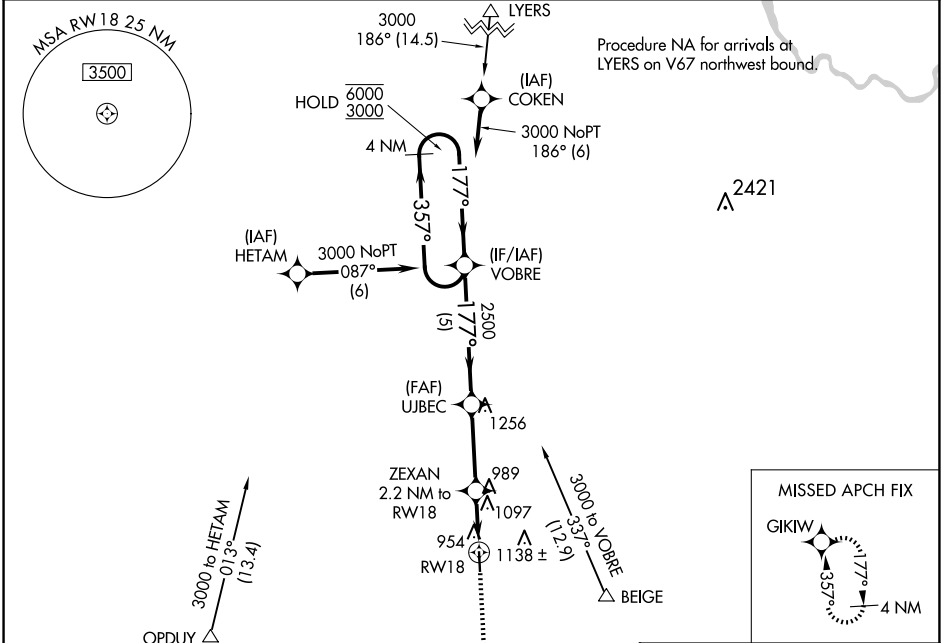 MSA RW18 25 NM
3500
LYERS
3000
186° (14.5)
Procedure NA for arrivals at
LYERS on V67 northwest bound.
(IAF)
COKEN
HOLD 6000
3000
3000 NoPT
186° (6)
4 NM
177°
357°
2421
(IAF)
HETAM
3000 NoPT
087°
(6)
(IF/IAF)
VOBRE
2500
177°
(5)
(FAF)
UJBEC
1256
ZEXAN
2.2 NM to
RW18
989
1097
954
RW18
1138 ±
3000 to VOBRE
337°
(12.9)
BEIGE
3000 to HETAM
013°
(13.4)
OPDUY
MISSED APCH FIX
GIKIW
177°
357°
4 NM